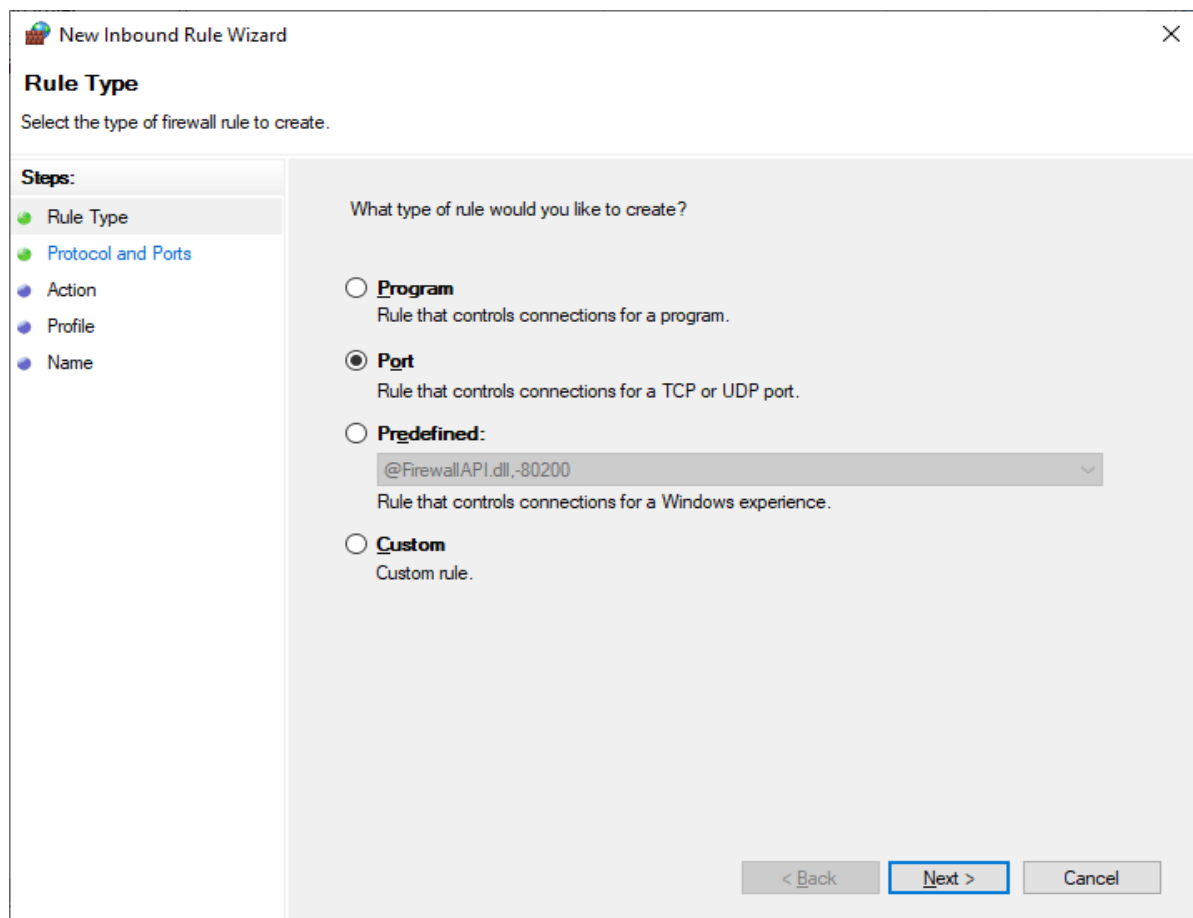 New Inbound Rule Wizard
Rule Type
Select the type of firewall rule to create.
Steps:
Rule Type
Protocol and Ports
Action
Profile
Name
What type of rule would you like to create?
Program
Rule that controls connections for a program.
Port
Rule that controls connections for a TCP or UDP port.
Predefined:
@FirewallAPI.dll,-80200
Rule that controls connections for a Windows experience.
Custom
Custom rule.
< Back
Next >
Cancel